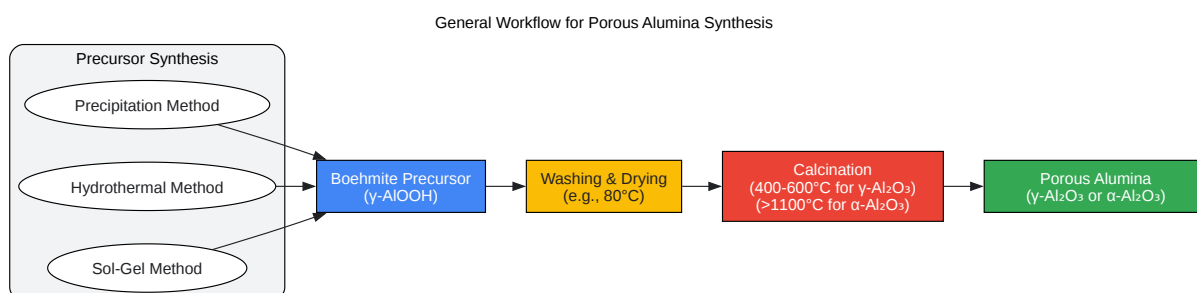 General Workflow for Porous Alumina Synthesis
Precursor Synthesis
Precipitation Method
Hydrothermal Method
Sol-Gel Method
Boehmite Precursor
(γ-AlOOH)
Washing & Drying
(e.g., 80°C)
Calcination
(400-600°C for γ-Al₂O₃)
(>1100°C for α-Al₂O₃)
Porous Alumina
(γ-Al₂O₃ or α-Al₂O₃)